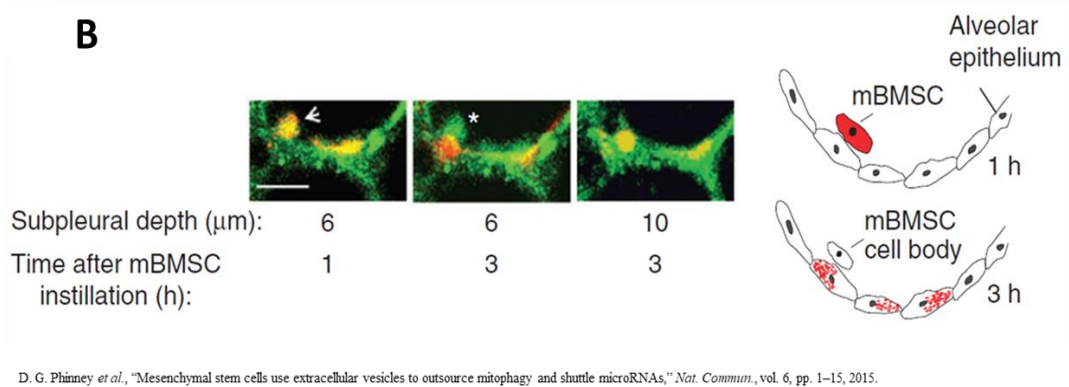 B
Alveolar
epithelium
mBMSC
*
1 h
Subpleural depth (μm): 6 6 10
Time after mBMSC 1 3 3
instillation (h):
mBMSC
cell body
3 h
D. G. Phinney et al., “Mesenchymal stem cells use extracellular vesicles to outsource mitophagy and shuttle microRNAs,” Nat. Commun., vol. 6, pp. 1–15, 2015.